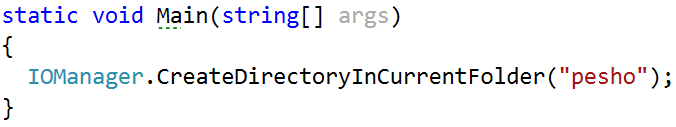 static void Main(string[] args)
{
  IOManager.CreateDirectoryInCurrentFolder("pesho");
}